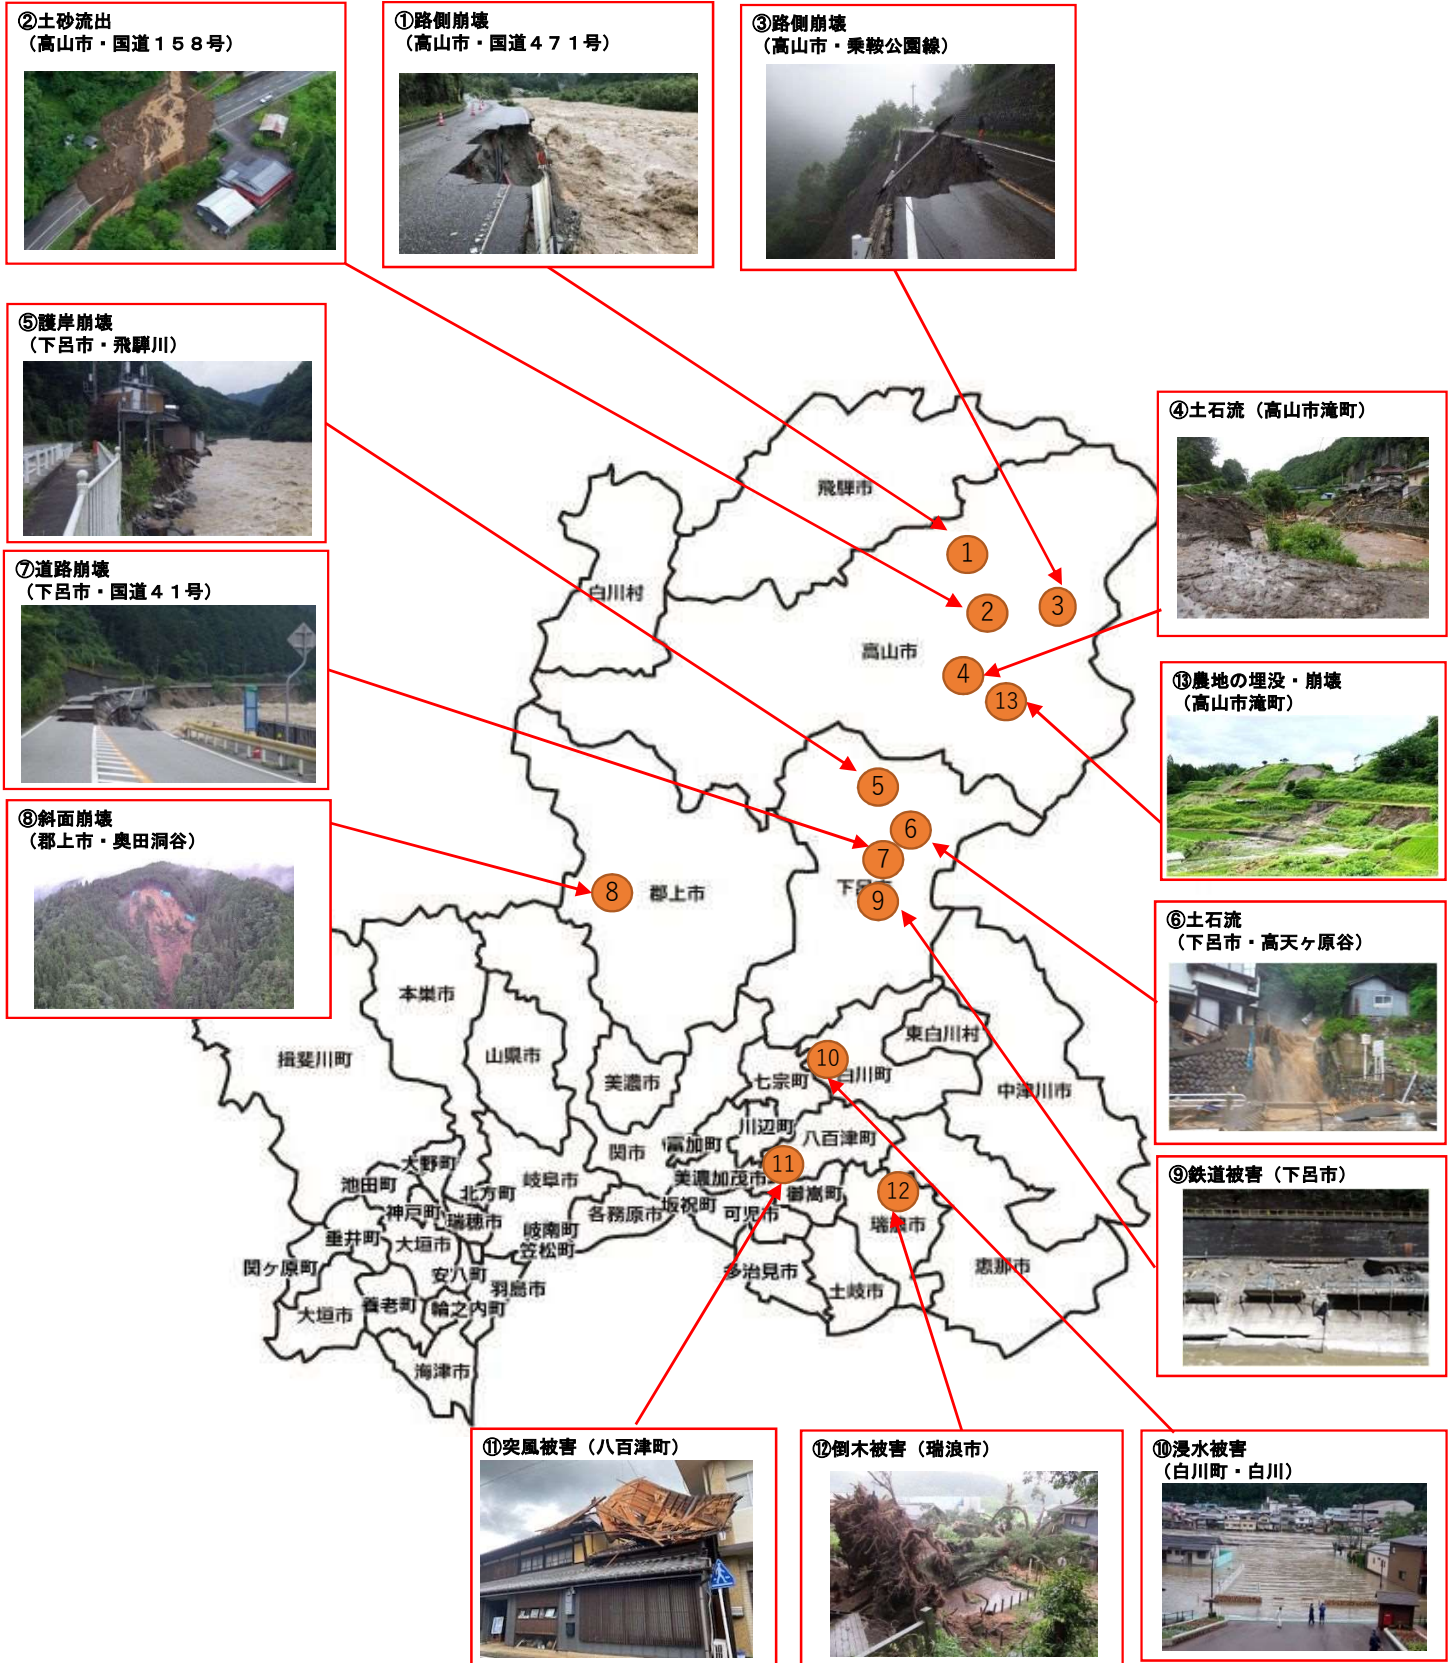 ②土砂流出
(高山市・国道158号)
①路側崩壊
(高山市・国道471号)
③路側崩壊
(高山市・乗鞍公園線)
⑤護岸崩壊
(下呂市・飛騨川)
④土石流(高山市滝町)
⑦道路崩壊
(下呂市・国道41号)
⑬農地の埋没・崩壊
(高山市滝町)
⑧斜面崩壊
(郡上市・奥田洞谷)
⑥土石流
(下呂市・高天ヶ原谷)
⑨鉄道被害(下呂市)
⑪突風被害(八百津町)
⑫倒木被害(瑞浪市)
⑩浸水被害
(白川町・白川)
飛騨市
1
白川村
2
3
高山市
4
13
5
6
7
下呂市
8
郡上市
9
本巣市
揖斐川町
山県市
美濃市
東白川村
10
七宗町
白川町
中津川市
川辺町
八百津町
富加町
関市
大野町
岐阜市
美濃加茂市
11
御嵩町
12
池田町
北方町
神戸町
瑞穂市
各務原市
坂祝町
可児市
瑞浪市
垂井町
大垣市
岐南町
笠松町
関ヶ原町
安八町
羽島市
多治見市
土岐市
恵那市
大垣市
養老町
輪之内町
海津市